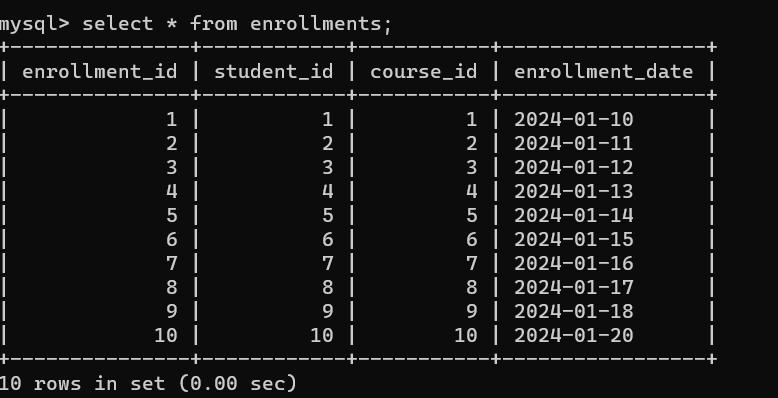 mysql> select * from enrollments;
+---------------+------------+-----------+-----------------+
| enrollment_id | student_id | course_id | enrollment_date |
+---------------+------------+-----------+-----------------+
|             1 |          1 |         1 | 2024-01-10      |
|             2 |          2 |         2 | 2024-01-11      |
|             3 |          3 |         3 | 2024-01-12      |
|             4 |          4 |         4 | 2024-01-13      |
|             5 |          5 |         5 | 2024-01-14      |
|             6 |          6 |         6 | 2024-01-15      |
|             7 |          7 |         7 | 2024-01-16      |
|             8 |          8 |         8 | 2024-01-17      |
|             9 |          9 |         9 | 2024-01-18      |
|            10 |         10 |        10 | 2024-01-20      |
+---------------+------------+-----------+-----------------+
10 rows in set (0.00 sec)